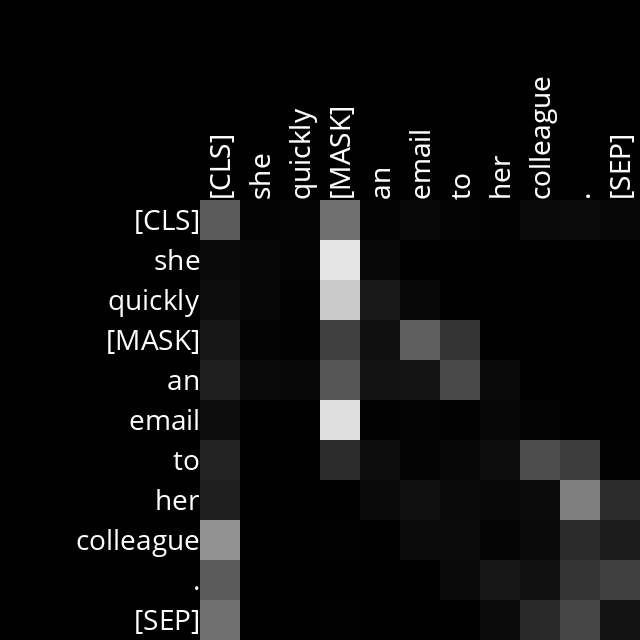 [CLS] she quickly [MASK] an email to her colleague . [SEP]
[CLS]
she
quickly
[MASK]
an
email
to
her
colleague
.
[SEP]